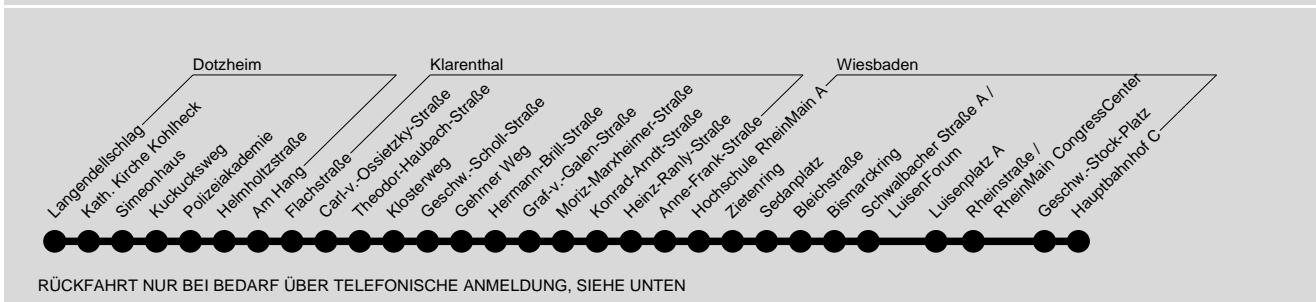 Dotzheim
Klarenthal
Wiesbaden
Langendellschlag
Kath. Kirche Kohlheck
Simeonhaus
Kuckucksweg
Polizeiakademie
Helmholtzstraße
Am Hang
Flachstraße
Carl-v.-Ossietzky-Straße
Theodor-Haubach-Straße
Klosterweg
Geschw.-Scholl-Straße
Gehrner Weg
Hermann-Brill-Straße
Graf-v.-Galen-Straße
Moriz-Marxheimer-Straße
Konrad-Arndt-Straße
Heinz-Ranly-Straße
Anne-Frank-Straße
Hochschule RheinMain A
Zietenring
Sedanplatz
Bleichstraße
Bismarckring
Schwalbacher Straße A /
LuisenForum
Luisenplatz A
Rheinstraße /
RheinMain CongressCenter
Geschw.-Stock-Platz
Hauptbahnhof C
RÜCKFAHRT NUR BEI BEDARF ÜBER TELEFONISCHE ANMELDUNG, SIEHE UNTEN